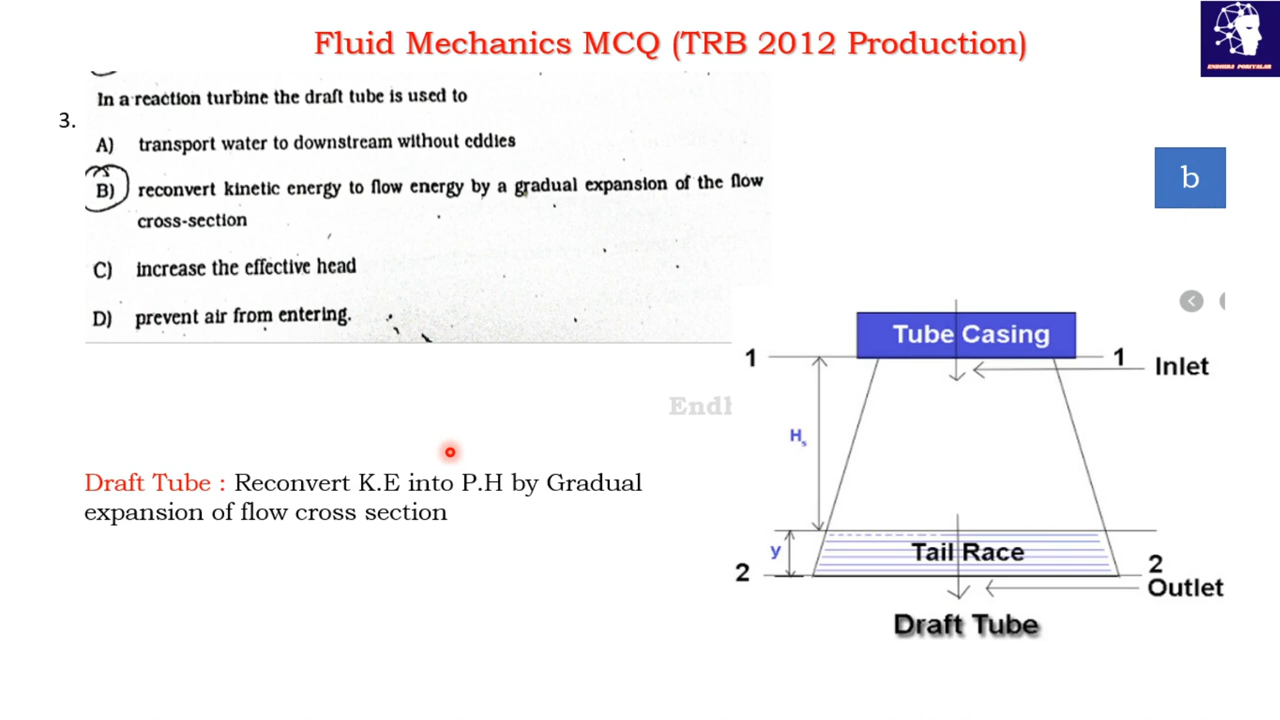 Fluid Mechanics MCQ (TRB 2012 Production)
ENDHIRA PORIYALAN
3.
In a reaction turbine the draft tube is used to
A) transport water to downstream without eddies
B) reconvert kinetic energy to flow energy by a gradual expansion of the flow
cross-section
C) increase the effective head
D) prevent air from entering.
b
Tube Casing
1
1
Inlet
Hs
y
Tail Race
2
2
Outlet
Draft Tube
Draft Tube : Reconvert K.E into P.H by Gradual
expansion of flow cross section